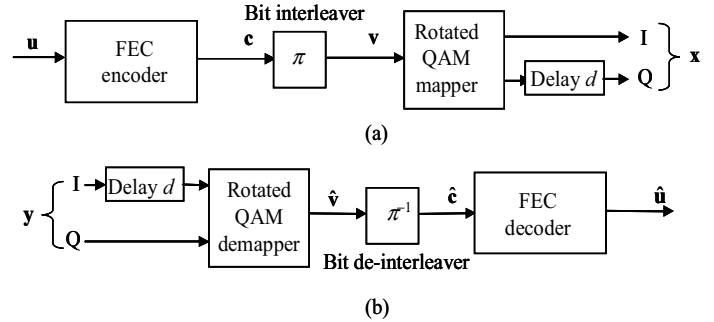 Bit interleaver
u
FEC
encoder
c
π
v
Rotated
QAM
mapper
I
Delay d
Q
x
(a)
y
I
Delay d
Q
Rotated
QAM
demapper
v̂
π⁻¹
ĉ
FEC
decoder
û
Bit de-interleaver
(b)